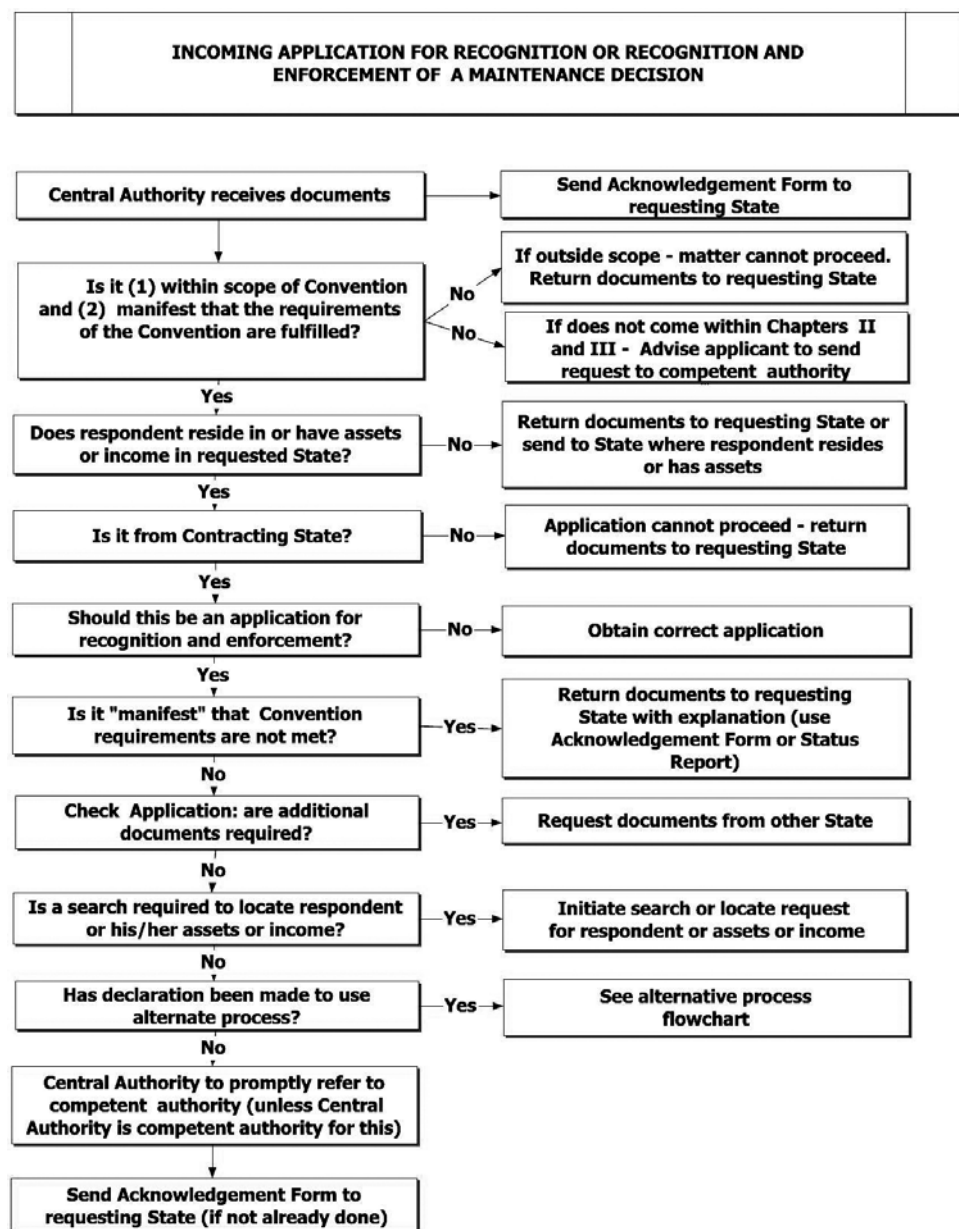 INCOMING APPLICATION FOR RECOGNITION OR RECOGNITION AND
ENFORCEMENT OF A MAINTENANCE DECISION
Central Authority receives documents
Send Acknowledgement Form to
requesting State
Is it (1) within scope of Convention
and (2) manifest that the requirements
of the Convention are fulfilled?
No
If outside scope - matter cannot proceed.
Return documents to requesting State
No
If does not come within Chapters II
and III - Advise applicant to send
request to competent authority
Yes
Does respondent reside in or have assets
or income in requested State?
No
Return documents to requesting State or
send to State where respondent resides
or has assets
Yes
Is it from Contracting State?
No
Application cannot proceed - return
documents to requesting State
Yes
Should this be an application for
recognition and enforcement?
No
Obtain correct application
Yes
Is it "manifest" that Convention
requirements are not met?
Yes
Return documents to requesting
State with explanation (use
Acknowledgement Form or Status
Report)
No
Check Application: are additional
documents required?
Yes
Request documents from other State
No
Is a search required to locate respondent
or his/her assets or income?
Yes
Initiate search or locate request
for respondent or assets or income
No
Has declaration been made to use
alternate process?
Yes
See alternative process
flowchart
No
Central Authority to promptly refer to
competent authority (unless Central
Authority is competent authority for this)
Send Acknowledgement Form to
requesting State (if not already done)